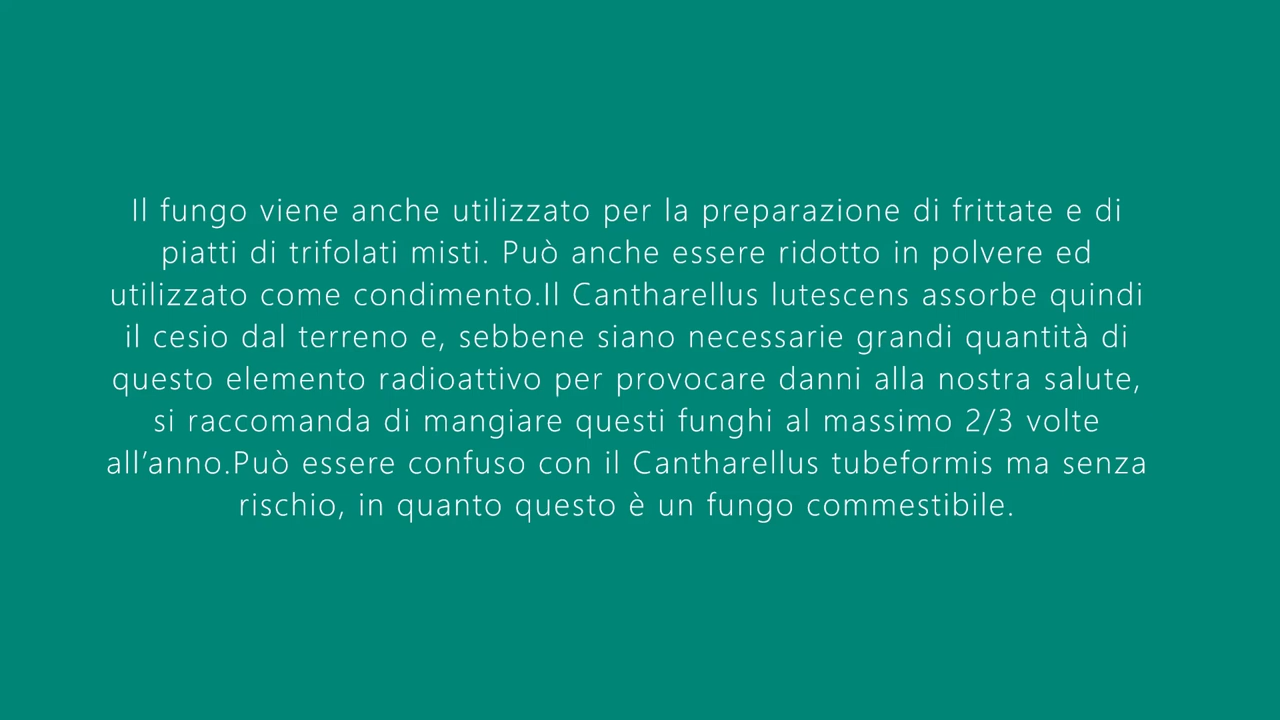 Il fungo viene anche utilizzato per la preparazione di frittate e di
piatti di trifolati misti. Può anche essere ridotto in polvere ed
utilizzato come condimento.Il Cantharellus lutescens assorbe quindi
il cesio dal terreno e, sebbene siano necessarie grandi quantità di
questo elemento radioattivo per provocare danni alla nostra salute,
si raccomanda di mangiare questi funghi al massimo 2/3 volte
all’anno.Può essere confuso con il Cantharellus tubeformis ma senza
rischio, in quanto questo è un fungo commestibile.